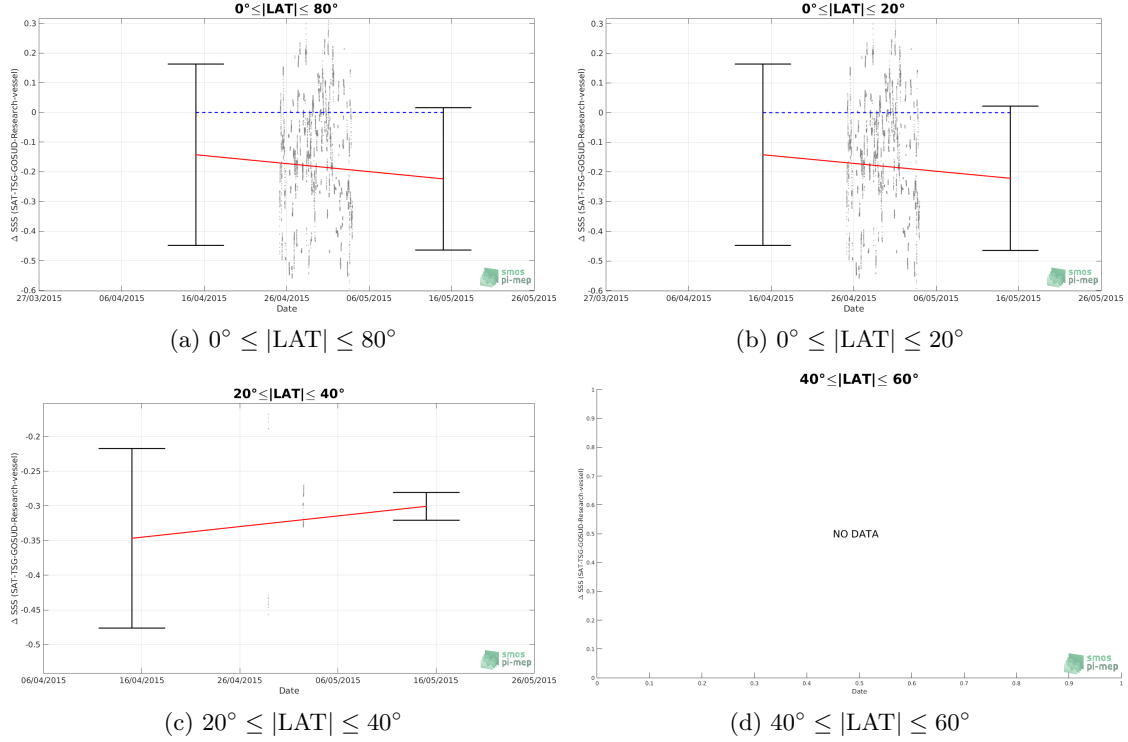 0°≤|LAT|≤ 80°
Δ SSS (SAT-TSG-GOSUD-Research-vessel)
0.3
0.2
0.1
0
-0.1
-0.2
-0.3
-0.4
-0.5
-0.6
27/03/2015 06/04/2015 16/04/2015 26/04/2015 06/05/2015 16/05/2015 26/05/2015
Date
smos
pi-mep
(a) 0° ≤ |LAT| ≤ 80°
0°≤|LAT|≤ 20°
Δ SSS (SAT-TSG-GOSUD-Research-vessel)
0.3
0.2
0.1
0
-0.1
-0.2
-0.3
-0.4
-0.5
-0.6
27/03/2015 06/04/2015 16/04/2015 26/04/2015 06/05/2015 16/05/2015 26/05/2015
Date
smos
pi-mep
(b) 0° ≤ |LAT| ≤ 20°
20°≤|LAT|≤ 40°
Δ SSS (SAT-TSG-GOSUD-Research-vessel)
-0.2
-0.25
-0.3
-0.35
-0.4
-0.45
-0.5
06/04/2015 16/04/2015 26/04/2015 06/05/2015 16/05/2015 26/05/2015
Date
smos
pi-mep
(c) 20° ≤ |LAT| ≤ 40°
40°≤|LAT|≤ 60°
Δ SSS (SAT-TSG-GOSUD-Research-vessel)
1
0.9
0.8
0.7
0.6
0.5
0.4
0.3
0.2
0.1
0
NO DATA
0 0.1 0.2 0.3 0.4 0.5 0.6 0.7 0.8 0.9 1
Date
smos
pi-mep
(d) 40° ≤ |LAT| ≤ 60°